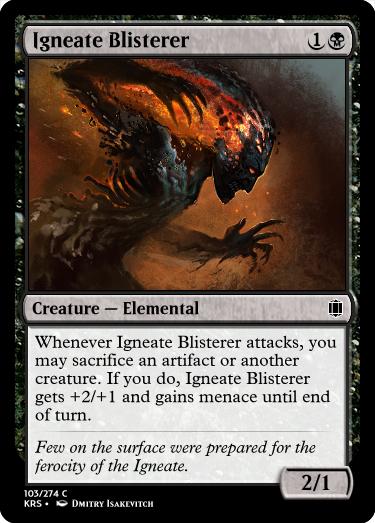 Igneate Blisterer 1
Creature — Elemental
Whenever Igneate Blisterer attacks, you
may sacrifice an artifact or another
creature. If you do, Igneate Blisterer
gets +2/+1 and gains menace until end
of turn.
Few on the surface were prepared for the
ferocity of the Igneate.
2/1
103/274 C
KRS • Dmitry Isakevitch